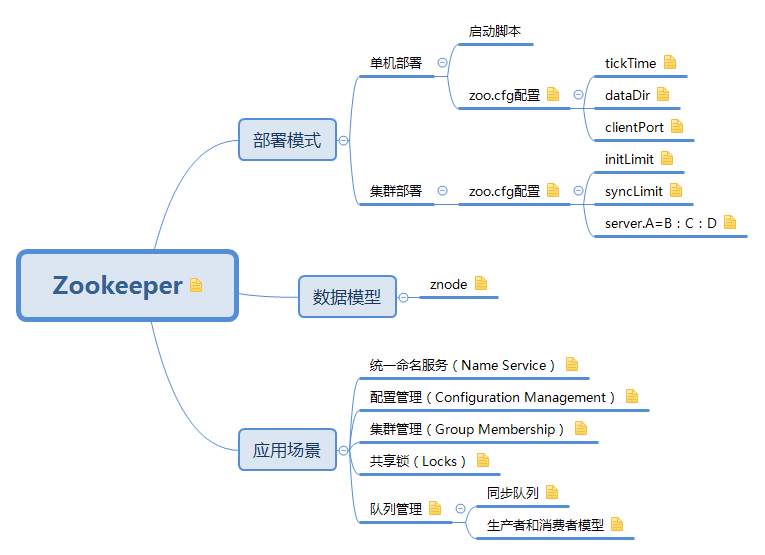 Zookeeper
部署模式
单机部署
启动脚本
zoo.cfg配置
tickTime
dataDir
clientPort
集群部署
zoo.cfg配置
initLimit
syncLimit
server.A=B：C：D
数据模型
znode
应用场景
统一命名服务（Name Service）
配置管理（Configuration Management）
集群管理（Group Membership）
共享锁（Locks）
队列管理
同步队列
生产者和消费者模型